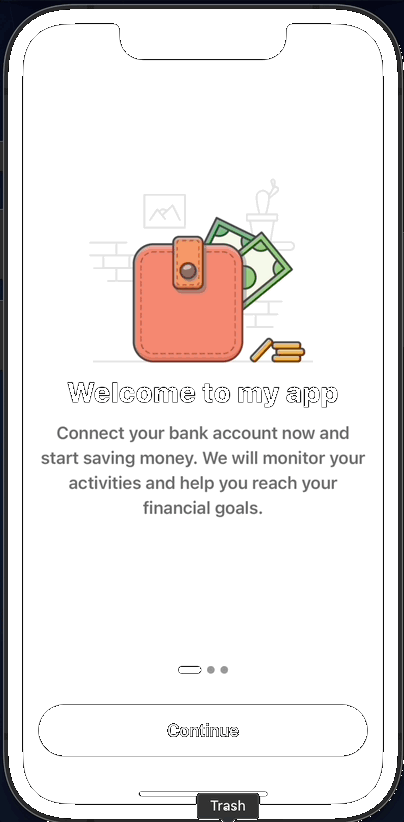 Welcome to my app
Connect your bank account now and
start saving money. We will monitor your
activities and help you reach your
financial goals.
Continue
Trash